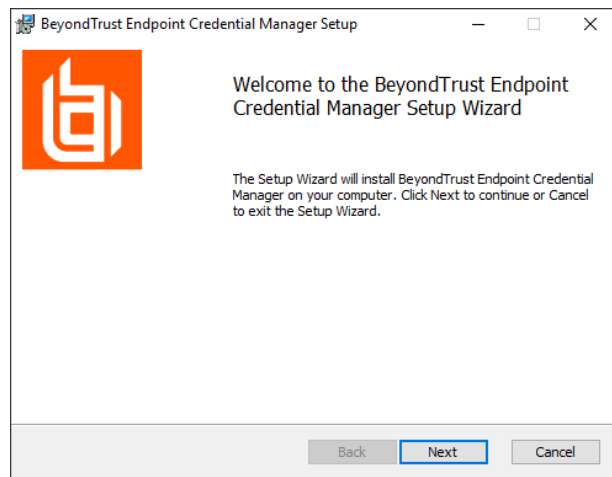 BeyondTrust Endpoint Credential Manager Setup
Welcome to the BeyondTrust Endpoint
Credential Manager Setup Wizard
The Setup Wizard will install BeyondTrust Endpoint Credential
Manager on your computer. Click Next to continue or Cancel
to exit the Setup Wizard.
Back
Next
Cancel